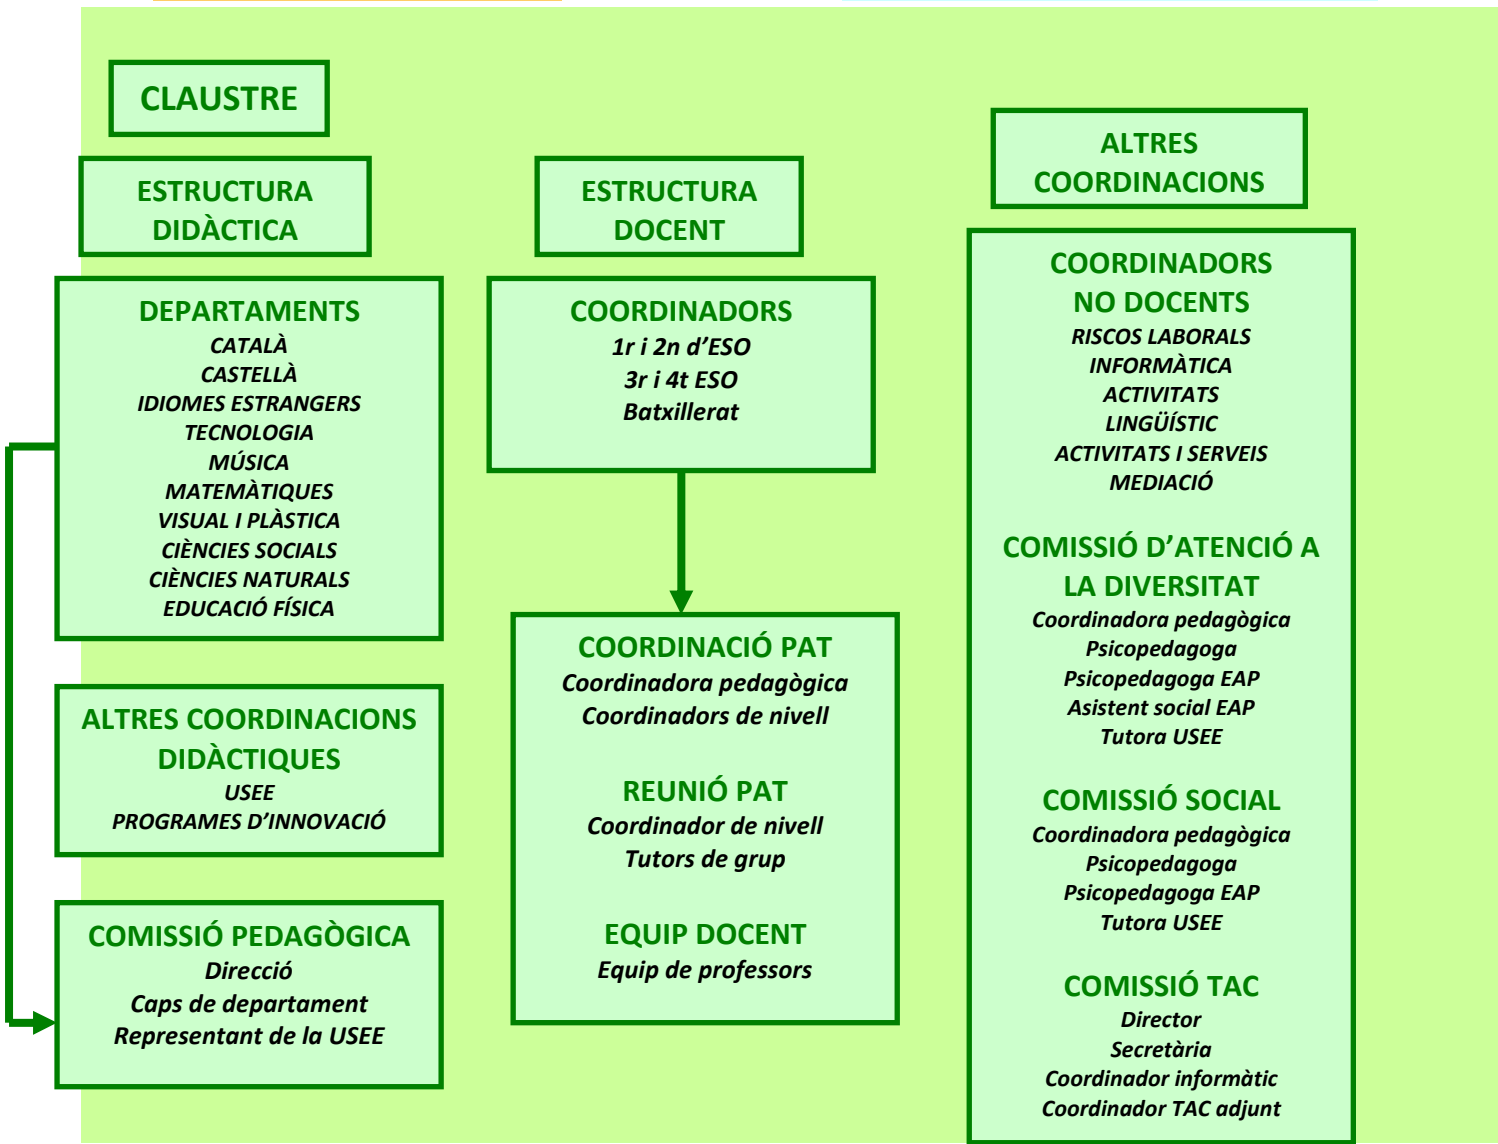 CLAUSTRE
ESTRUCTURA
DIDÀCTICA
DEPARTAMENTS
CATALÀ
CASTELLÀ
IDIOMES ESTRANGERS
TECNOLOGIA
MÚSICA
MATEMÀTIQUES
VISUAL I PLÀSTICA
CIÈNCIES SOCIALS
CIÈNCIES NATURALS
EDUCACIÓ FÍSICA
ALTRES COORDINACIONS
DIDÀCTIQUES
USEE
PROGRAMES D’INNOVACIÓ
COMISSIÓ PEDAGÒGICA
Direcció
Caps de departament
Representant de la USEE
ESTRUCTURA
DOCENT
COORDINADORS
1r i 2n d’ESO
3r i 4t ESO
Batxillerat
COORDINACIÓ PAT
Coordinadora pedagògica
Coordinadors de nivell
REUNIÓ PAT
Coordinador de nivell
Tutors de grup
EQUIP DOCENT
Equip de professors
ALTRES
COORDINACIONS
COORDINADORS
NO DOCENTS
RISCOS LABORALS
INFORMÀTICA
ACTIVITATS
LINGÜÍSTIC
ACTIVITATS I SERVEIS
MEDIACIÓ
COMISSIÓ D’ATENCIÓ A
LA DIVERSITAT
Coordinadora pedagògica
Psicopedagoga
Psicopedagoga EAP
Asistent social EAP
Tutora USEE
COMISSIÓ SOCIAL
Coordinadora pedagògica
Psicopedagoga
Psicopedagoga EAP
Tutora USEE
COMISSIÓ TAC
Director
Secretària
Coordinador informàtic
Coordinador TAC adjunt